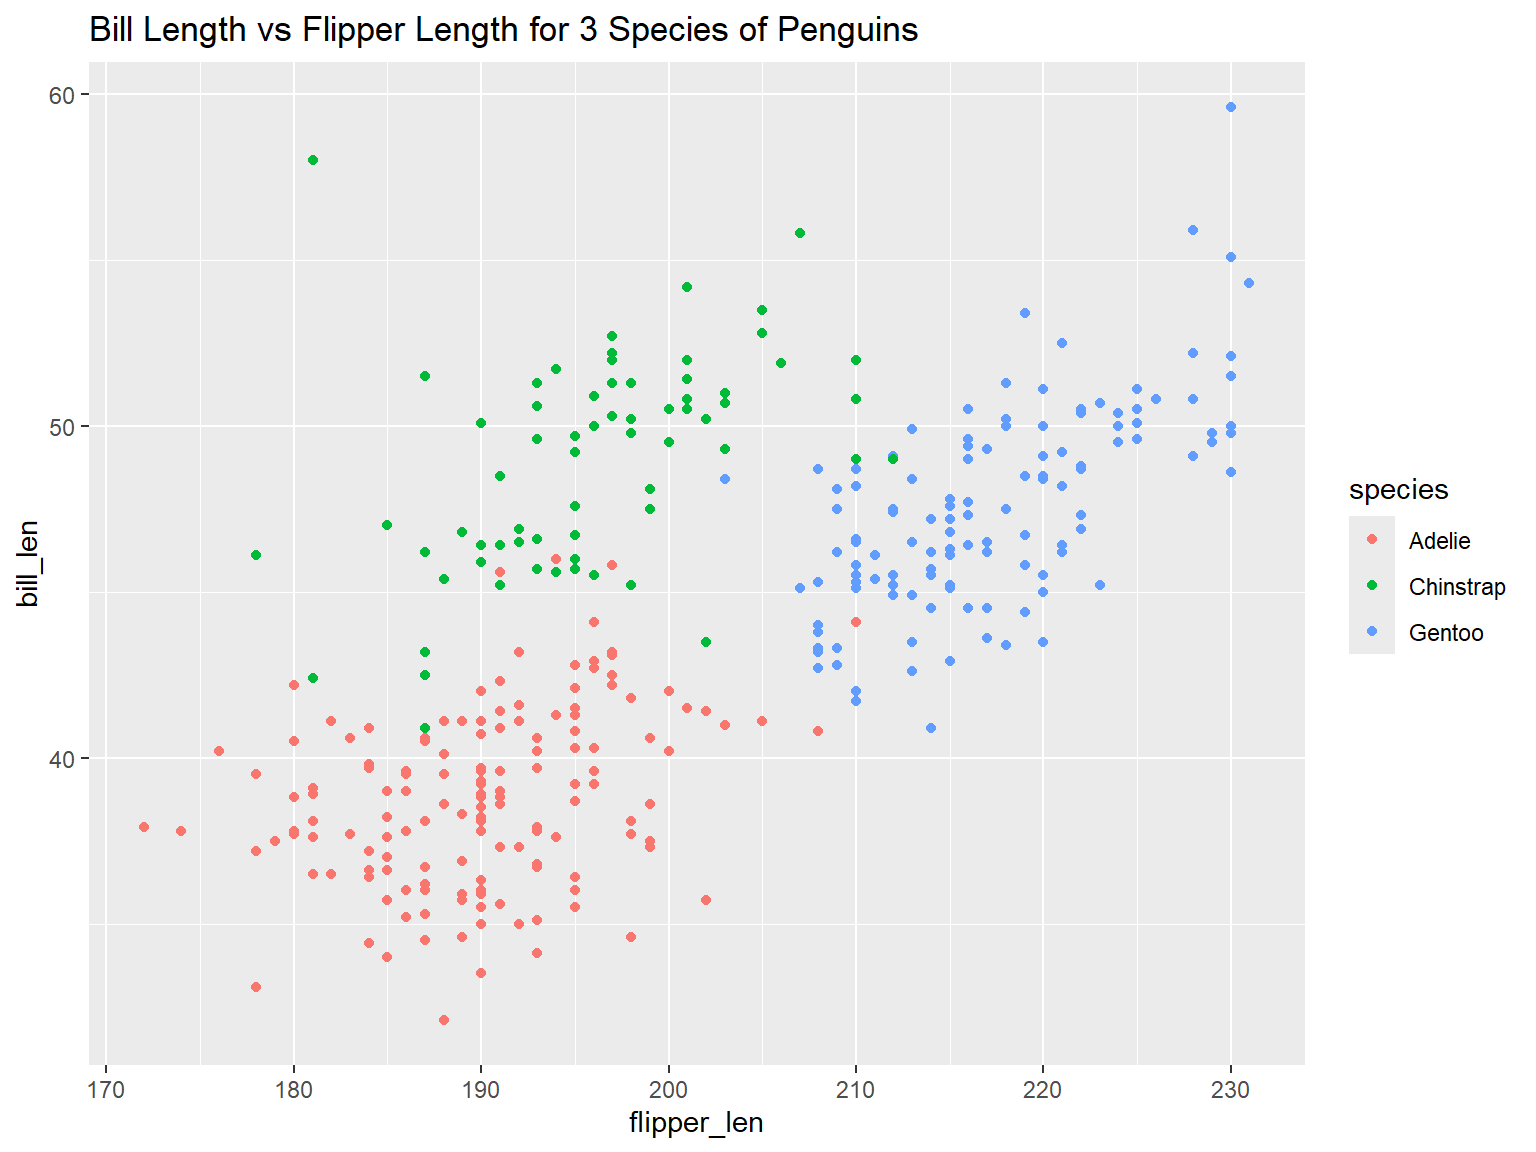 Bill Length vs Flipper Length for 3 Species of Penguins
60
50
40
bill_len
170 180 190 200 210 220 230
flipper_len
species
Adelie
Chinstrap
Gentoo